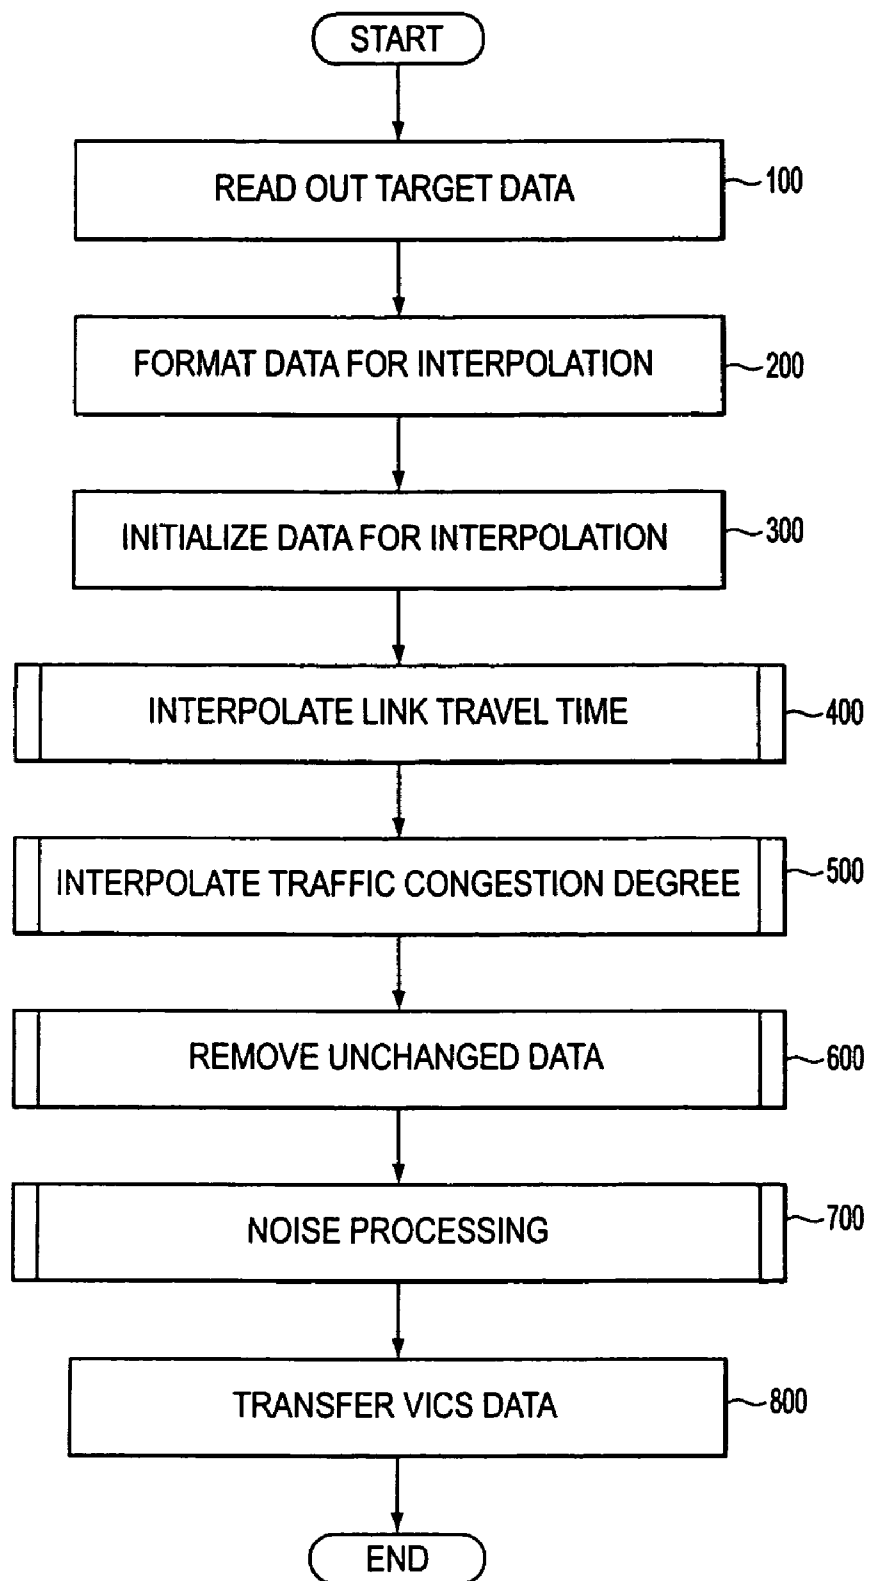 START
READ OUT TARGET DATA
100
FORMAT DATA FOR INTERPOLATION
200
INITIALIZE DATA FOR INTERPOLATION
300
INTERPOLATE LINK TRAVEL TIME
400
INTERPOLATE TRAFFIC CONGESTION DEGREE
500
REMOVE UNCHANGED DATA
600
NOISE PROCESSING
700
TRANSFER VICS DATA
800
END